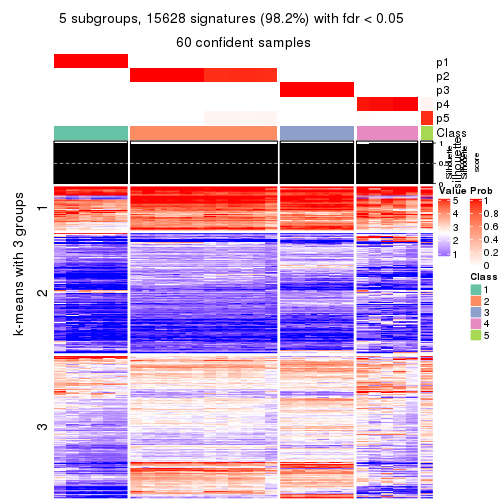 5 subgroups, 15628 signatures (98.2%) with fdr < 0.05
60 confident samples
p1
p2
p3
p4
p5
Class
1
0.5
0
silhouette
Silhouette
score
k-means with 3 groups
1
2
3
Value
5
4
3
2
1
Prob
1
0.8
0.6
0.4
0.2
0
Class
1
2
3
4
5